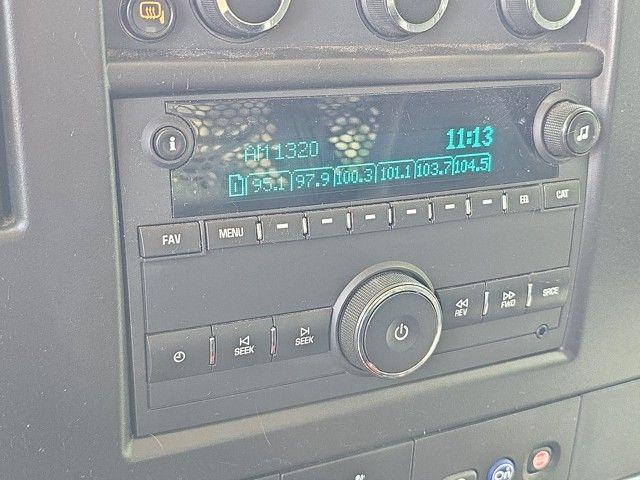 i
AM 1320
11:13
1 95.1 97.9 100.3 101.1 103.7 104.5
FAV MENU EQ CAT
SEEK SEEK REV FWD SRCE
On